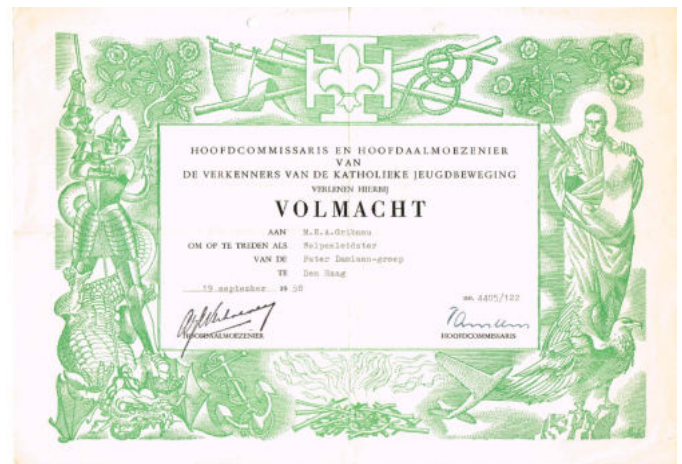 HOOFDCOMMISSARIS EN HOOFDAALMOEZENIER
VAN
DE VERKENNERS VAN DE KATHOLIEKE JEUGDBEWEGING
VERLENEN HIERBIJ
VOLMACHT
AAN M.E.A.Gribnau
OM OP TE TREDEN ALS Welpenleidster
VAN DE Pater Damiaan-groep
TE Den Haag
19 september 19 58
no. 4405/122
HOOFDAALMOEZENIER
HOOFDCOMMISSARIS